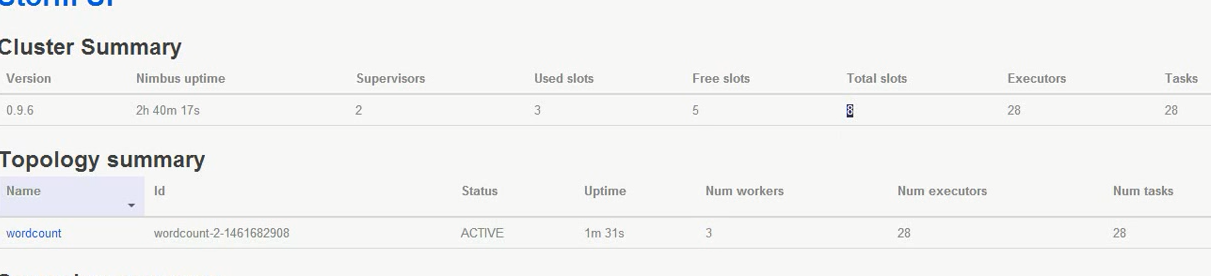 Storm UI
Cluster Summary
Version Nimbus uptime Supervisors Used slots Free slots Total slots Executors Tasks
0.9.6 2h 40m 17s 2 3 5 8 28 28
Topology summary
Name Id Status Uptime Num workers Num executors Num tasks
wordcount wordcount-2-1461682908 ACTIVE 1m 31s 3 28 28